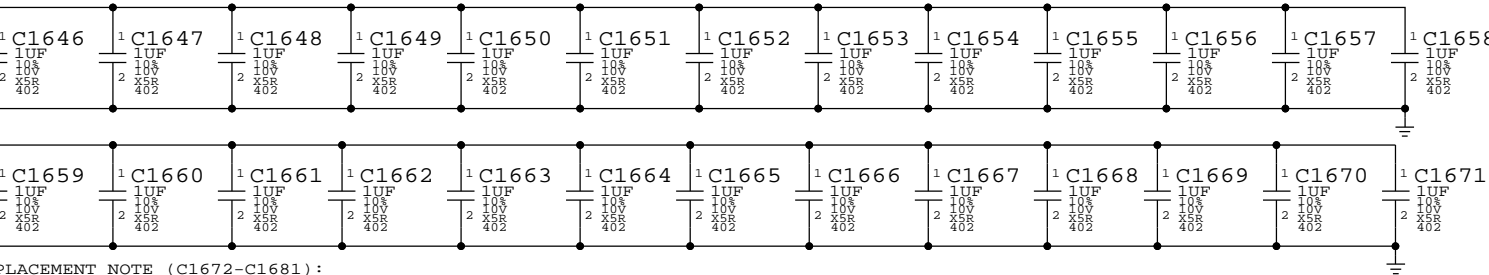 1 C1646 1 C1647 1 C1648 1 C1649 1 C1650 1 C1651 1 C1652 1 C1653 1 C1654 1 C1655 1 C1656 1 C1657 1 C1658
1UF 1UF 1UF 1UF 1UF 1UF 1UF 1UF 1UF 1UF 1UF 1UF 1UF
10% 10% 10% 10% 10% 10% 10% 10% 10% 10% 10% 10% 10%
2 10V 2 10V 2 10V 2 10V 2 10V 2 10V 2 10V 2 10V 2 10V 2 10V 2 10V 2 10V 2 10V
X5R X5R X5R X5R X5R X5R X5R X5R X5R X5R X5R X5R X5R
402 402 402 402 402 402 402 402 402 402 402 402 402
1 C1659 1 C1660 1 C1661 1 C1662 1 C1663 1 C1664 1 C1665 1 C1666 1 C1667 1 C1668 1 C1669 1 C1670 1 C1671
1UF 1UF 1UF 1UF 1UF 1UF 1UF 1UF 1UF 1UF 1UF 1UF 1UF
10% 10% 10% 10% 10% 10% 10% 10% 10% 10% 10% 10% 10%
2 10V 2 10V 2 10V 2 10V 2 10V 2 10V 2 10V 2 10V 2 10V 2 10V 2 10V 2 10V 2 10V
X5R X5R X5R X5R X5R X5R X5R X5R X5R X5R X5R X5R X5R
402 402 402 402 402 402 402 402 402 402 402 402 402
PLACEMENT NOTE (C1672-C1681):